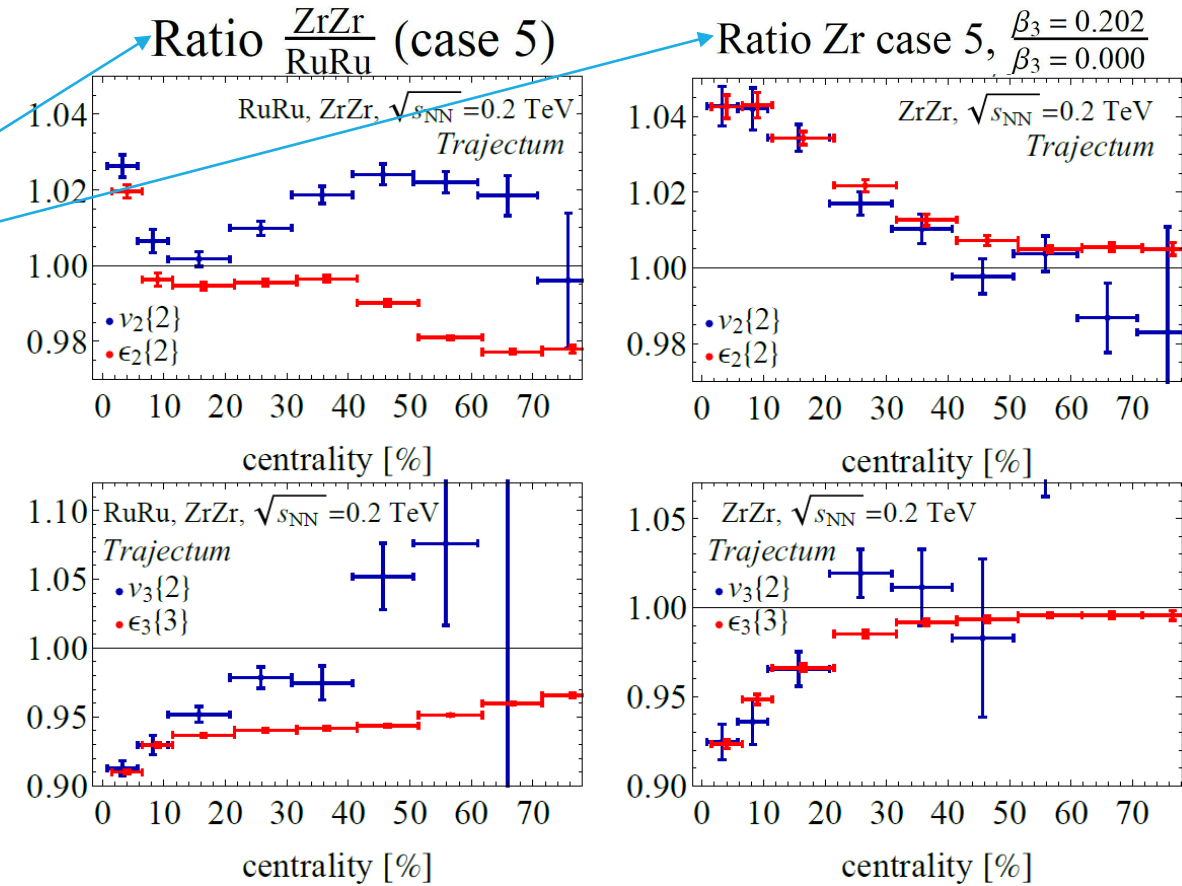 Ratio ZrZr/RuRu (case 5)
Ratio Zr case 5, β₃ = 0.202/β₃ = 0.000
RuRu, ZrZr, √sNN =0.2 TeV
Trajectum
1.04
1.02
1.00
0.98
• v₂{2}
• ϵ₂{2}
0 10 20 30 40 50 60 70
centrality [%]
ZrZr, √sNN =0.2 TeV
Trajectum
1.04
1.02
1.00
0.98
• v₂{2}
• ϵ₂{2}
0 10 20 30 40 50 60 70
centrality [%]
RuRu, ZrZr, √sNN =0.2 TeV
Trajectum
• v₃{2}
• ϵ₃{3}
1.10
1.05
1.00
0.95
0.90
0 10 20 30 40 50 60 70
centrality [%]
ZrZr, √sNN =0.2 TeV
Trajectum
• v₃{2}
• ϵ₃{3}
1.05
1.00
0.95
0.90
0 10 20 30 40 50 60 70
centrality [%]